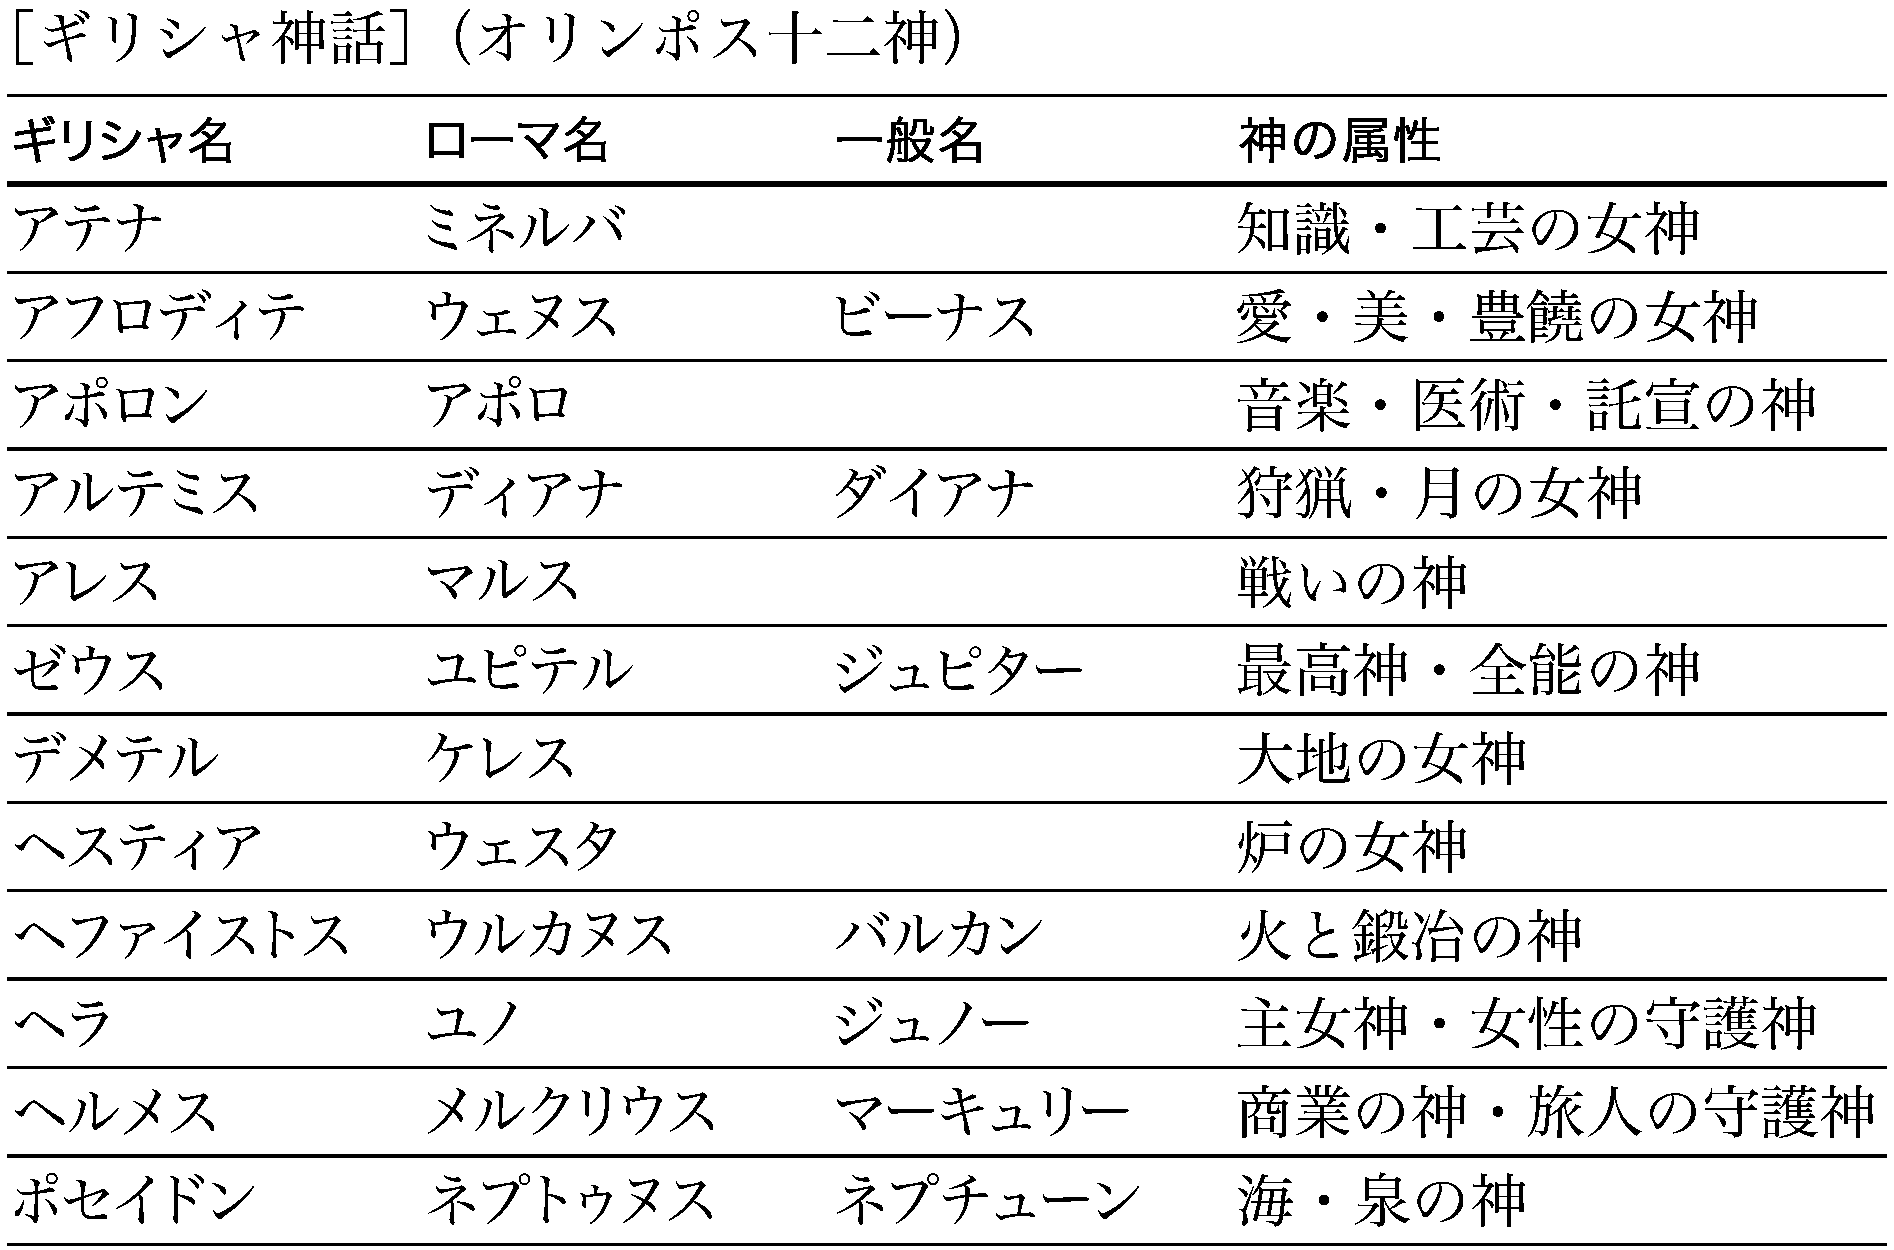 ［ギリシャ神話］（オリンポス十二神）
ギリシャ名 ローマ名 一般名 神の属性
アテナ ミネルバ 知識・工芸の女神
アフロディテ ウェヌス ビーナス 愛・美・豊饒の女神
アポロン アポロ 音楽・医術・託宣の神
アルテミス ディアナ ダイアナ 狩猟・月の女神
アレス マルス 戦いの神
ゼウス ユピテル ジュピター 最高神・全能の神
デメテル ケレス 大地の女神
ヘスティア ウェスタ 炉の女神
ヘファイストス ウルカヌス バルカン 火と鍛冶の神
ヘラ ユノ ジュノー 主女神・女性の守護神
ヘルメス メルクリウス マーキュリー 商業の神・旅人の守護神
ポセイドン ネプトゥヌス ネプチューン 海・泉の神